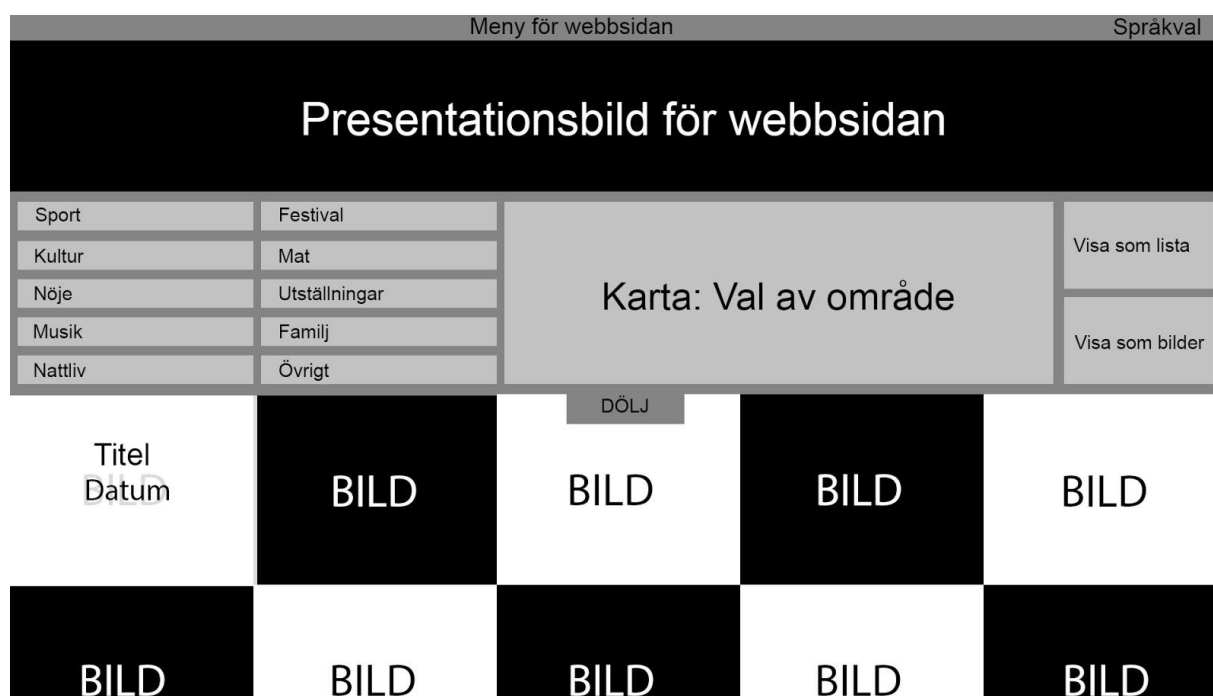 Meny för webbsidan
Språkval
Presentationsbild för webbsidan
Sport
Kultur
Nöje
Musik
Nattliv
Festival
Mat
Utställningar
Familj
Övrigt
Karta: Val av område
Visa som lista
Visa som bilder
DÖLJ
Titel
BILD
Datum
BILD
BILD
BILD
BILD
BILD
BILD
BILD
BILD
BILD